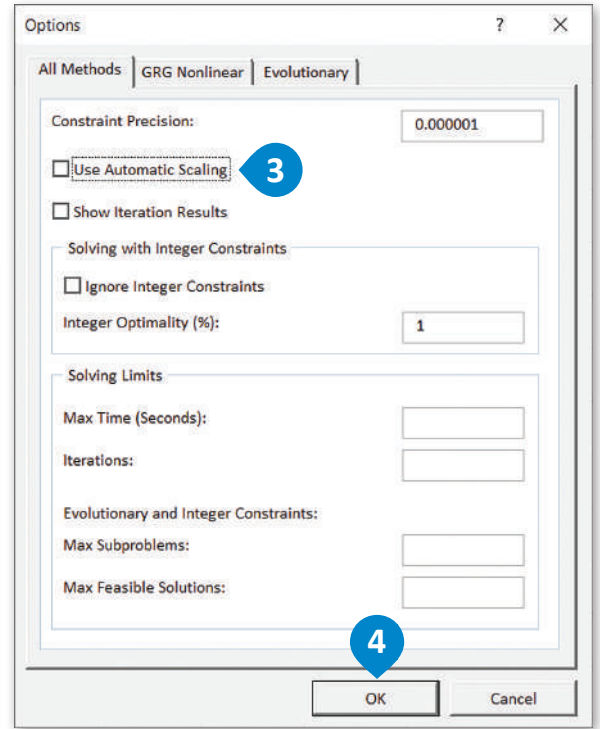 Options ? ×
All Methods GRG Nonlinear Evolutionary
Constraint Precision: 0.000001
Use Automatic Scaling 3
Show Iteration Results
Solving with Integer Constraints
Ignore Integer Constraints
Integer Optimality (%): 1
Solving Limits
Max Time (Seconds):
Iterations:
Evolutionary and Integer Constraints:
Max Subproblems:
Max Feasible Solutions:
4
OK Cancel